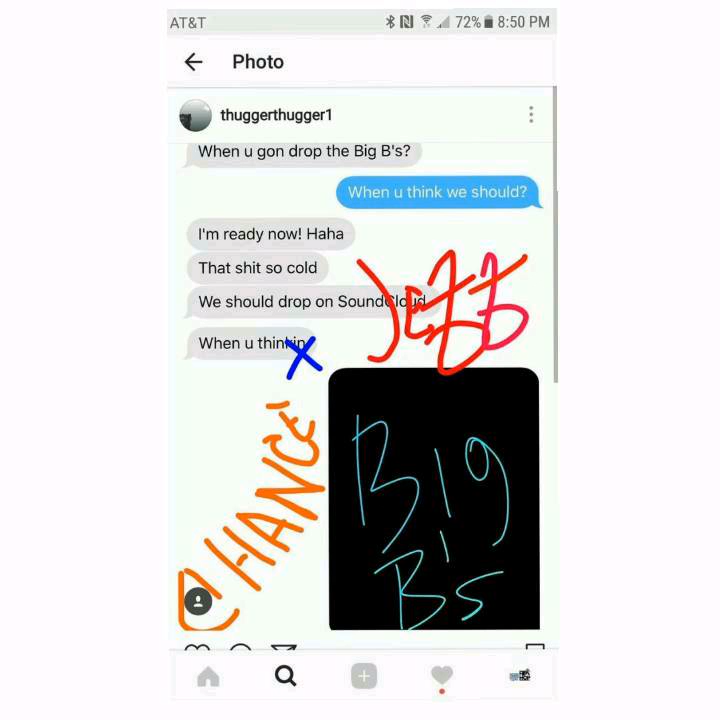 AT&T 72% 8:50 PM
Photo
thuggerthugger1
When u gon drop the Big B's?
When u think we should?
I'm ready now! Haha
That shit so cold
We should drop on SoundCloud
When u thinkin
X
CHANCE
Big
B's